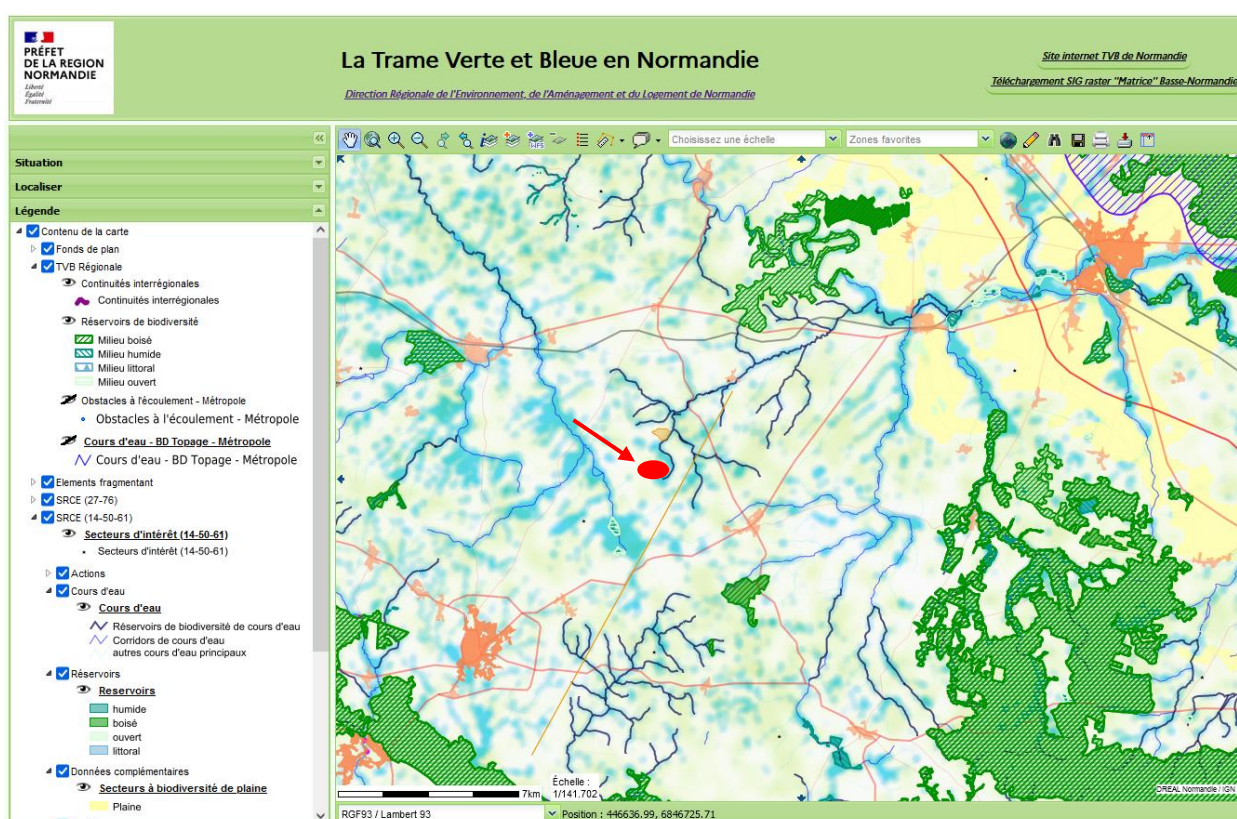 PRÉFET
DE LA REGION
NORMANDIE
Liberté
Égalité
Fraternité
La Trame Verte et Bleue en Normandie
Direction Régionale de l'Environnement, de l'Aménagement et du Logement de Normandie
Site internet TVB de Normandie
Téléchargement SIG raster "Matrice" Basse-Normandie
Situation
Localiser
Légende
Contenu de la carte
Fonds de plan
TVB Régionale
Continuités interrégionales
Continuités interrégionales
Réservoirs de biodiversité
Milieu boisé
Milieu humide
Milieu littoral
Milieu ouvert
Obstacles à l'écoulement - Métropole
Obstacles à l'écoulement - Métropole
Cours d'eau - BD Topage - Métropole
Cours d'eau - BD Topage - Métropole
Elements fragmentant
SRCE (27-76)
SRCE (14-50-61)
Secteurs d'intérêt (14-50-61)
Secteurs d'intérêt (14-50-61)
Actions
Cours d'eau
Cours d'eau
Réservoirs de biodiversité de cours d'eau
Corridors de cours d'eau
autres cours d'eau principaux
Réservoirs
Reservoirs
humide
boisé
ouvert
littoral
Données complémentaires
Secteurs à biodiversité de plaine
Plaine
WFS
Choisissez une échelle
Zones favorites
7km
Échelle :
1/141.702
DREAL Normandie / IGN
RGF93 / Lambert 93
Position : 446636.99, 6846725.71